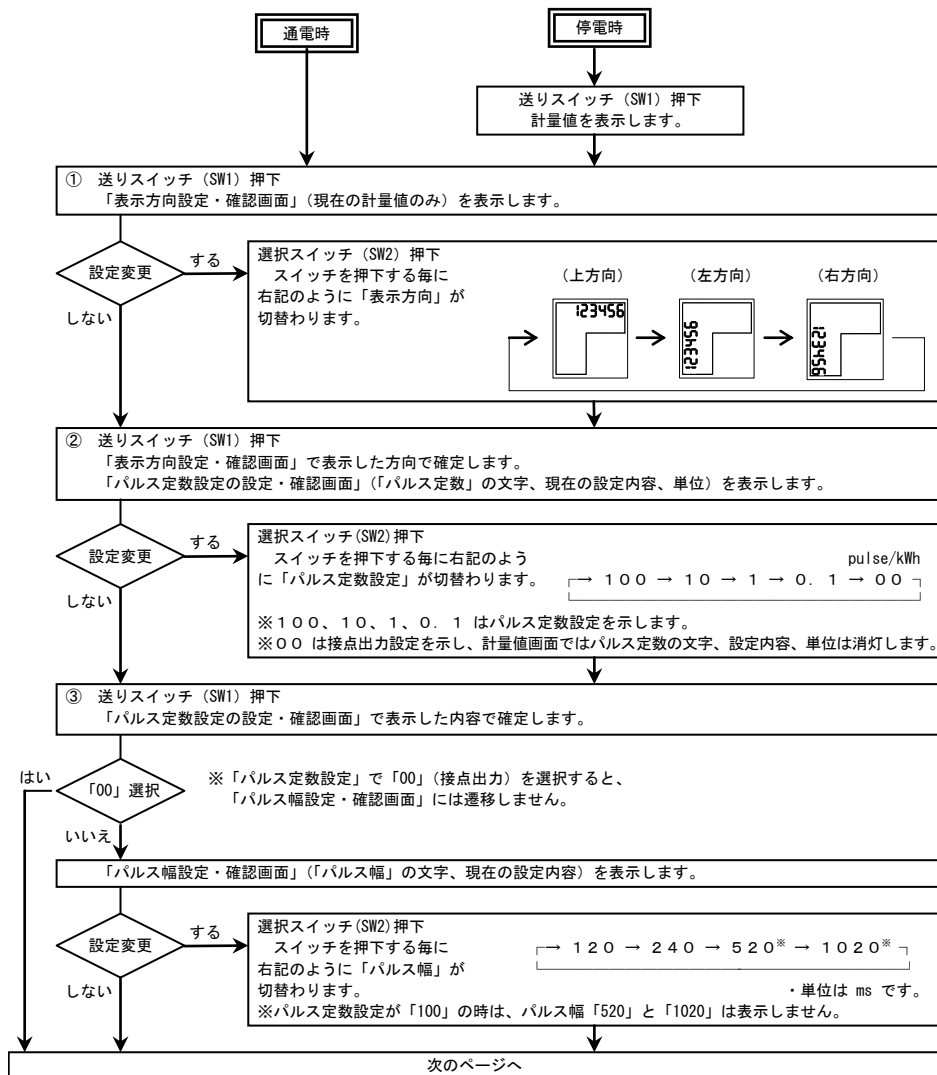 通電時
停電時
送りスイッチ（SW1）押下
計量値を表示します。
① 送りスイッチ（SW1）押下
「表示方向設定・確認画面」（現在の計量値のみ）を表示します。
設定変更
する
しない
選択スイッチ（SW2）押下
スイッチを押下する毎に
右記のように「表示方向」が
切替わります。
（上方向）
（左方向）
（右方向）
123456
123456
123456
② 送りスイッチ（SW1）押下
「表示方向設定・確認画面」で表示した方向で確定します。
「パルス定数設定の設定・確認画面」（「パルス定数」の文字、現在の設定内容、単位）を表示します。
設定変更
する
しない
選択スイッチ(SW2)押下
スイッチを押下する毎に右記のよう
に「パルス定数設定」が切替わります。
pulse/kWh
→ １００ → １０ → １ → ０．１ → ００
※１００、１０、１、０．１ はパルス定数設定を示します。
※００ は接点出力設定を示し、計量値画面ではパルス定数の文字、設定内容、単位は消灯します。
③ 送りスイッチ（SW1）押下
「パルス定数設定の設定・確認画面」で表示した内容で確定します。
はい
「00」選択
いいえ
※「パルス定数設定」で「00」（接点出力）を選択すると、
「パルス幅設定・確認画面」には遷移しません。
「パルス幅設定・確認画面」（「パルス幅」の文字、現在の設定内容）を表示します。
設定変更
する
しない
選択スイッチ(SW2)押下
スイッチを押下する毎に
右記のように「パルス幅」が
切替わります。
→ １２０ → ２４０ → ５２０※ → １０２０※
・単位は ms です。
※パルス定数設定が「100」の時は、パルス幅「520」と「1020」は表示しません。
次のページへ